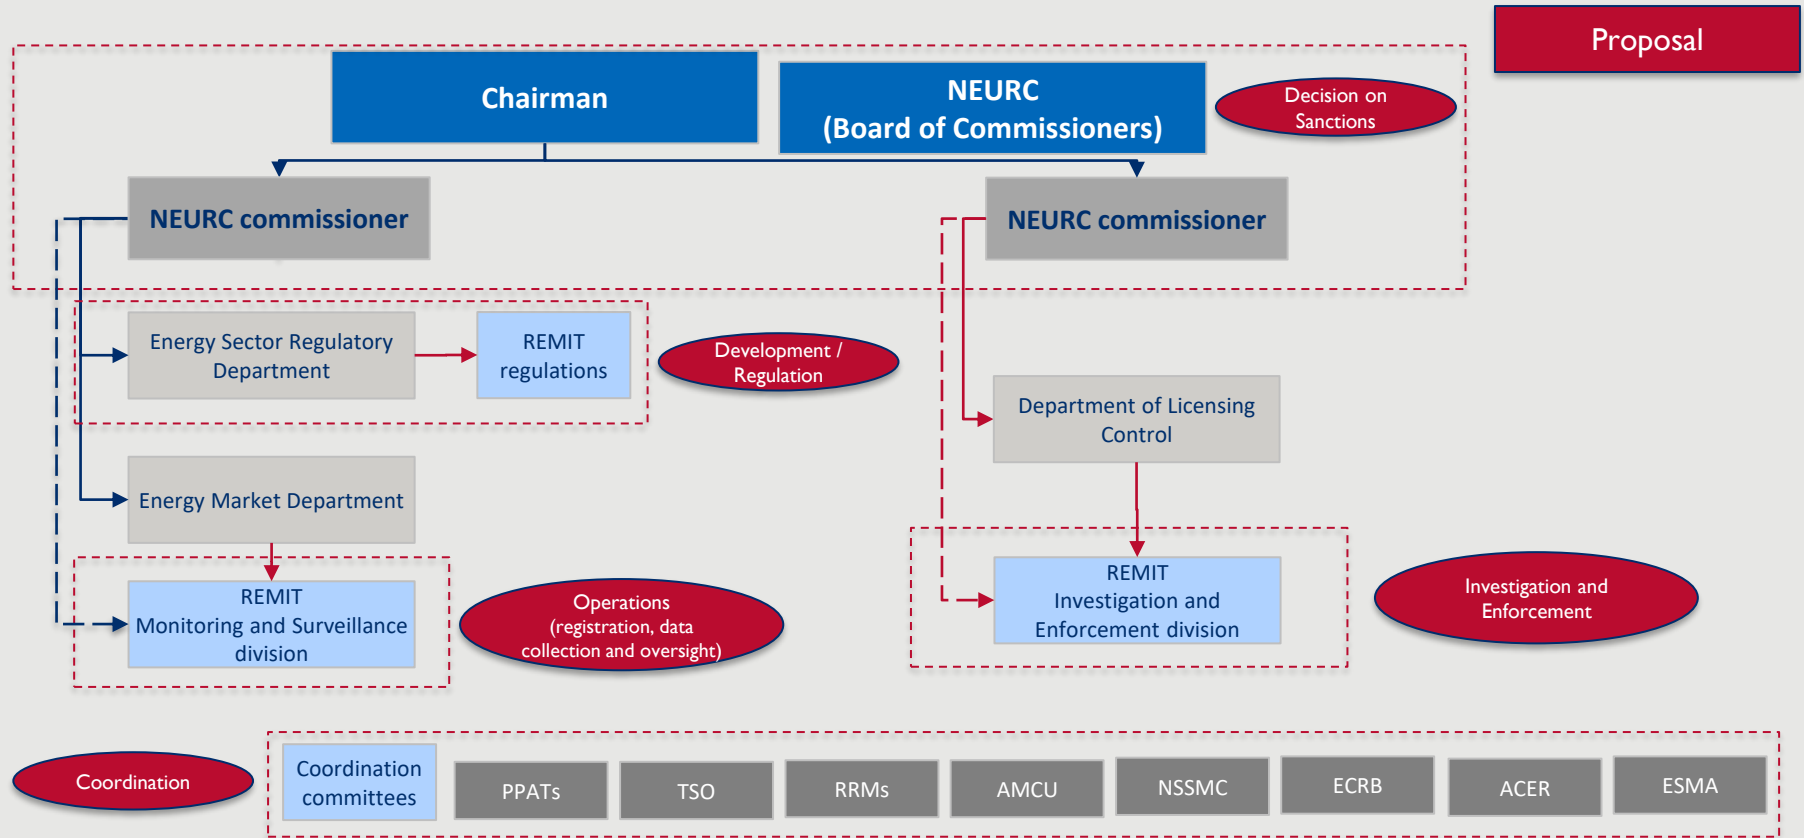 Proposal
Chairman
NEURC
(Board of Commissioners)
Decision on
Sanctions
NEURC commissioner
NEURC commissioner
Energy Sector Regulatory
Department
REMIT
regulations
Development /
Regulation
Department of Licensing
Control
Energy Market Department
REMIT
Monitoring and Surveillance
division
Operations
(registration, data
collection and oversight)
REMIT
Investigation and
Enforcement division
Investigation and
Enforcement
Coordination
Coordination
committees
PPATs
TSO
RRMs
AMCU
NSSMC
ECRB
ACER
ESMA